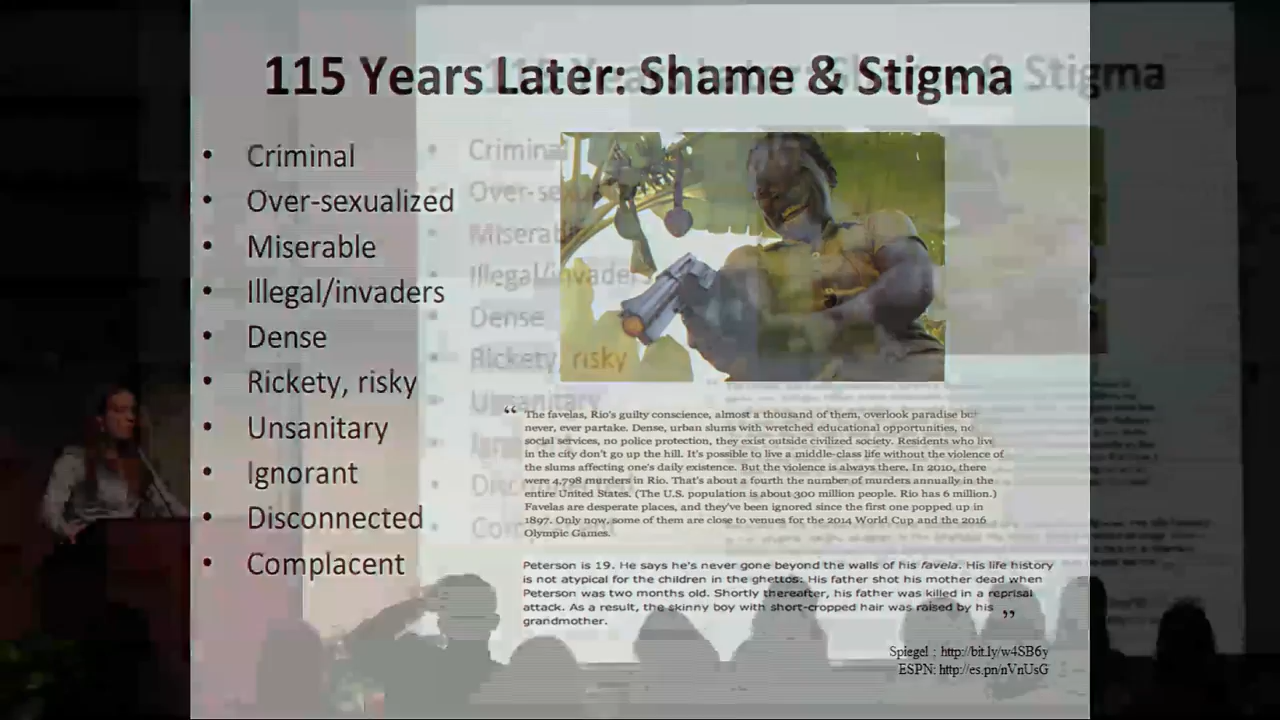 115 Years Later: Shame & Stigma
• Criminal
• Over-sexualized
• Miserable
• Illegal/invaders
• Dense
• Rickety, risky
• Unsanitary
• Ignorant
• Disconnected
• Complacent
“ The favelas, Rio's guilty conscience, almost a thousand of them, overlook paradise but
never, ever partake. Dense, urban slums with wretched educational opportunities, no
social services, no police protection, they exist outside civilized society. Residents who live
in the city don't go up the hill. It's possible to live a middle-class life without the violence of
the slums affecting one's daily existence. But the violence is always there. In 2010, there
were 4,798 murders in Rio. That's about a fourth the number of murders annually in the
entire United States. (The U.S. population is about 300 million people. Rio has 6 million.)
Favelas are desperate places, and they've been ignored since the first one popped up in
1897. Only now, some of them are close to venues for the 2014 World Cup and the 2016
Olympic Games.
Peterson is 19. He says he's never gone beyond the walls of his favela. His life history
is not atypical for the children in the ghettos. His father shot his mother dead when
Peterson was two months old. Shortly thereafter, his father was killed in a reprisal
attack. As a result, the skinny boy with short-cropped hair was raised by his ”
grandmother.
Spiegel : http://bit.ly/w4SB6y
ESPN: http://es.pn/nVnUsG
Stigma
Criminal
Over-sexu
Miserab
Illegal/invaders
Dense
Rickety, risky
Unsanitary